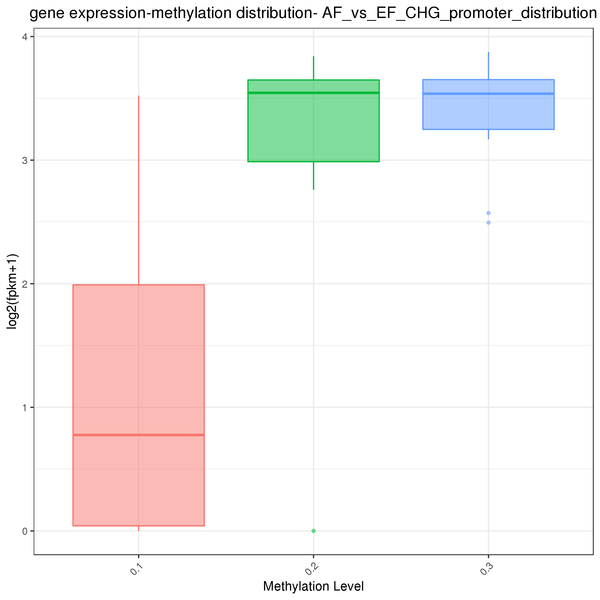 gene expression-methylation distribution- AF_vs_EF_CHG_promoter_distribution
4
3
2
1
0
log2(fpkm+1)
0.1
0.2
0.3
Methylation Level